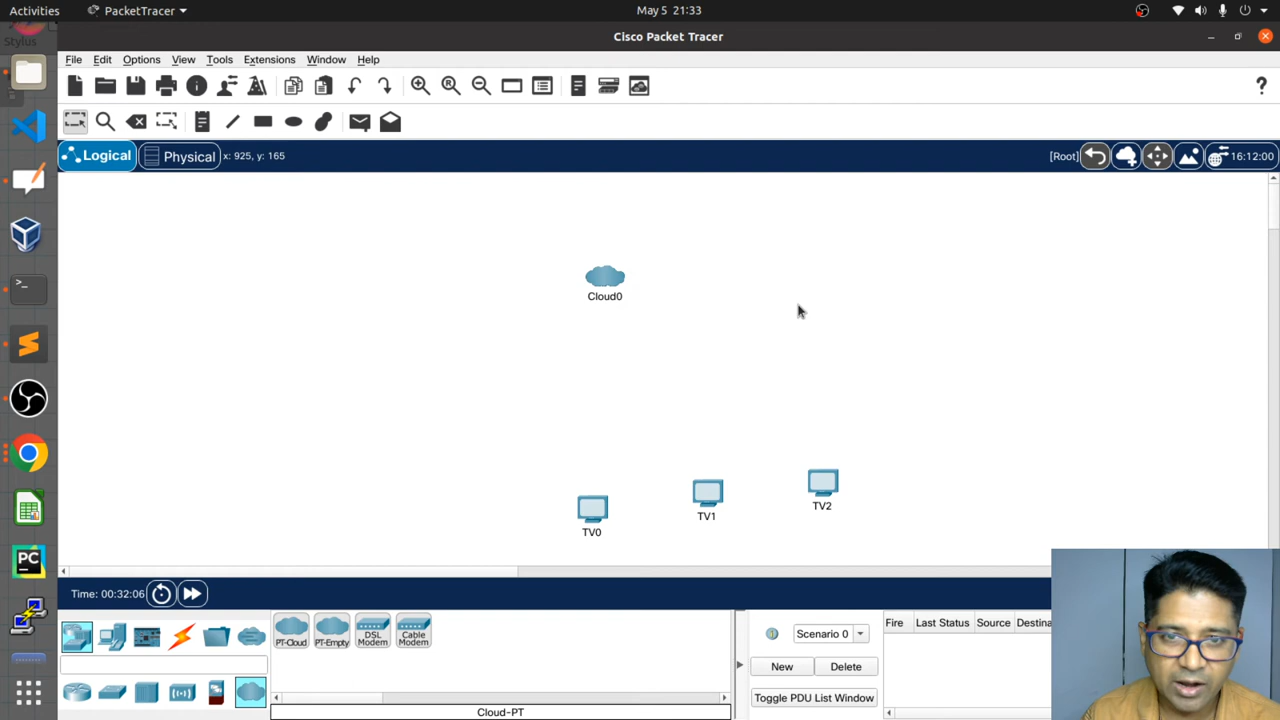 Activities PacketTracer May 5 21:33
Cisco Packet Tracer
Stylus
File Edit Options View Tools Extensions Window Help
Logical Physical x: 925, y: 165 [Root] 16:12:00
Cloud0
TV2
TV1
TV0
Time: 00:32:06
PT-Cloud PT-Empty DSL Modem Cable Modem
Scenario 0
Fire Last Status Source Destina
New Delete
Toggle PDU List Window
Cloud-PT
PC